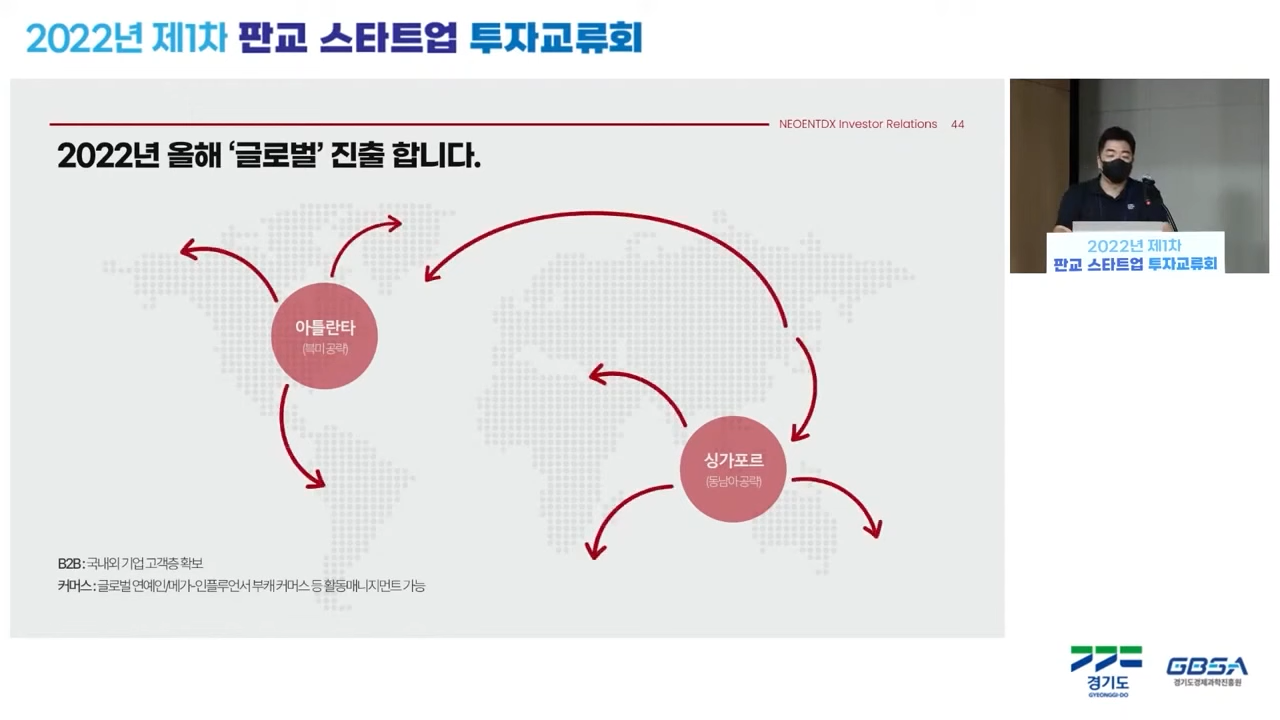 2022년 제1차 판교 스타트업 투자교류회
NEOENTDX Investor Relations 44
2022년 올해 ‘글로벌’ 진출 합니다.
아틀란타
(북미 공략)
싱가포르
(동남아 공략)
B2B : 국내외 기업 고객층 확보
커머스 : 글로벌 연예인/메가-인플루언서 부캐 커머스 등 활동매니지먼트 가능
2022년 제1차
판교 스타트업 투자교류회
경기도
GYEONGGI-DO
GBSA
경기도경제과학진흥원